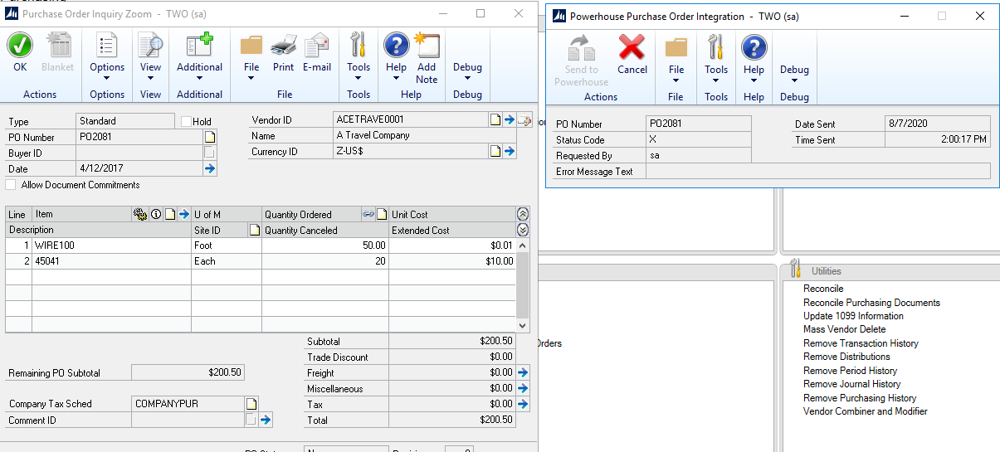 Purchase Order Inquiry Zoom  -  TWO (sa)
OK Blanket Options View Additional File Print E-mail Tools Help Add Note Debug
Actions Options View Additional File Tools Help Debug
Type Standard Hold
PO Number PO2081
Buyer ID
Date 4/12/2017
Allow Document Commitments
Vendor ID ACETRAVE0001
Name A Travel Company
Currency ID Z-US$
Line Item U of M Quantity Ordered Unit Cost
Description Site ID Quantity Canceled Extended Cost
1 WIRE100 Foot 50.00 $0.01
2 45041 Each 20 $10.00
Subtotal $200.50
Trade Discount $0.00
Remaining PO Subtotal $200.50 Freight $0.00
Miscellaneous $0.00
Company Tax Sched COMPANYPUR Tax $0.00
Comment ID Total $200.50
Powerhouse Purchase Order Integration  -  TWO (sa)
Send to Powerhouse Cancel File Tools Help Debug
Actions File Tools Help Debug
PO Number PO2081 Date Sent 8/7/2020
Status Code X Time Sent 2:00:17 PM
Requested By sa
Error Message Text
Orders
Utilities
Reconcile
Reconcile Purchasing Documents
Update 1099 Information
Mass Vendor Delete
Remove Transaction History
Remove Distributions
Remove Period History
Remove Journal History
Remove Purchasing History
Vendor Combiner and Modifier